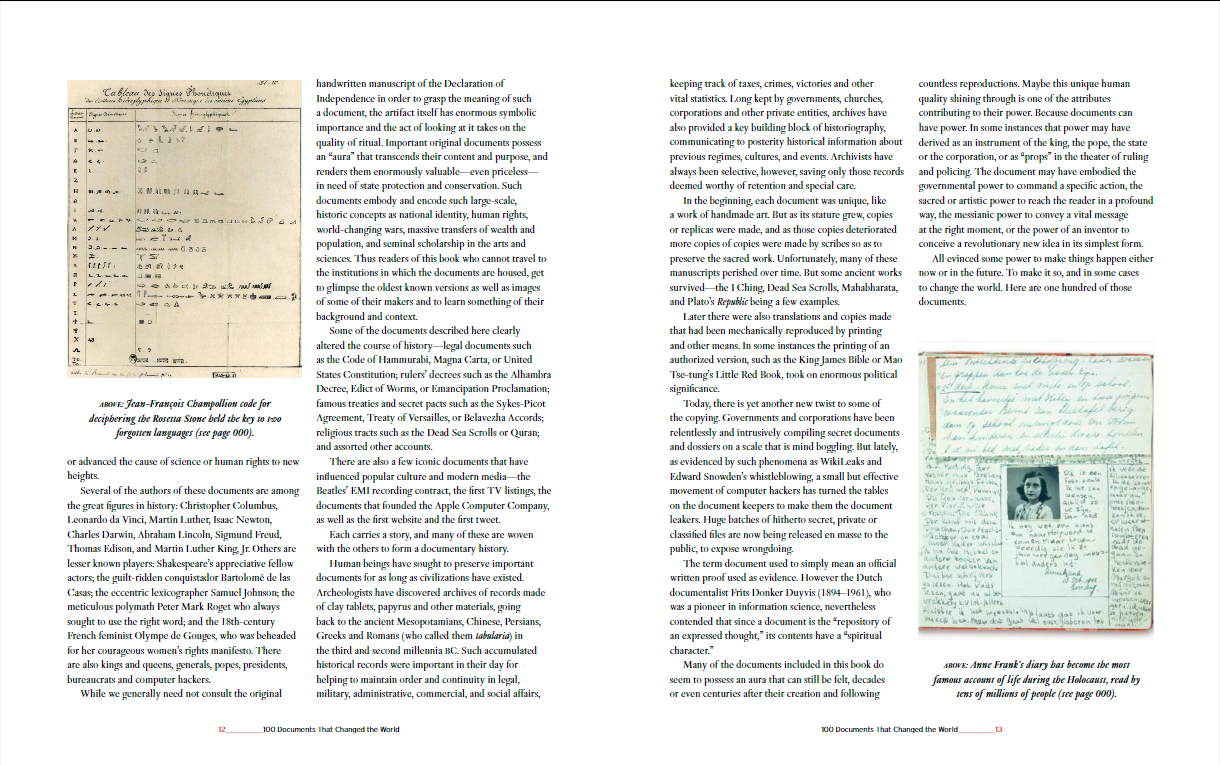 Tableau des Signes Phonétiques
ABOVE: Jean-François Champollion code for
deciphering the Rosetta Stone held the key to two
forgotten languages (see page 000).
or advanced the cause of science or human rights to new
heights.
Several of the authors of these documents are among
the great figures in history: Christopher Columbus,
Leonardo da Vinci, Martin Luther, Isaac Newton,
Charles Darwin, Abraham Lincoln, Sigmund Freud,
Thomas Edison, and Martin Luther King, Jr. Others are
lesser known players: Shakespeare's appreciative fellow
actors; the guilt-ridden conquistador Bartolomé de las
Casas; the eccentric lexicographer Samuel Johnson; the
meticulous polymath Peter Mark Roget who always
sought to use the right word; and the 18th-century
French feminist Olympe de Gouges, who was beheaded
for her courageous women's rights manifesto. There
are also kings and queens, generals, popes, presidents,
bureaucrats and computer hackers.
While we generally need not consult the original
handwritten manuscript of the Declaration of
Independence in order to grasp the meaning of such
a document, the artifact itself has enormous symbolic
importance and the act of looking at it takes on the
quality of ritual. Important original documents possess
an "aura" that transcends their content and purpose, and
renders them enormously valuable—even priceless—
in need of state protection and conservation. Such
documents embody and encode such large-scale,
historic concepts as national identity, human rights,
world-changing wars, massive transfers of wealth and
population, and seminal scholarship in the arts and
sciences. Thus readers of this book who cannot travel to
the institutions in which the documents are housed, get
to glimpse the oldest known versions as well as images
of some of their makers and to learn something of their
background and context.
Some of the documents described here clearly
altered the course of history—legal documents such
as the Code of Hammurabi, Magna Carta, or United
States Constitution; rulers' decrees such as the Alhambra
Decree, Edict of Worms, or Emancipation Proclamation;
famous treaties and secret pacts such as the Sykes-Picot
Agreement, Treaty of Versailles, or Belavezha Accords;
religious tracts such as the Dead Sea Scrolls or Quran;
and assorted other accounts.
There are also a few iconic documents that have
influenced popular culture and modern media—the
Beatles' EMI recording contract, the first TV listings, the
documents that founded the Apple Computer Company,
as well as the first website and the first tweet.
Each carries a story, and many of these are woven
with the others to form a documentary history.
Human beings have sought to preserve important
documents for as long as civilizations have existed.
Archeologists have discovered archives of records made
of clay tablets, papyrus and other materials, going
back to the ancient Mesopotamians, Chinese, Persians,
Greeks and Romans (who called them tabularia) in
the third and second millennia BC. Such accumulated
historical records were important in their day for
helping to maintain order and continuity in legal,
military, administrative, commercial, and social affairs,
12 100 Documents That Changed the World
keeping track of taxes, crimes, victories and other
vital statistics. Long kept by governments, churches,
corporations and other private entities, archives have
also provided a key building block of historiography,
communicating to posterity historical information about
previous regimes, cultures, and events. Archivists have
always been selective, however, saving only those records
deemed worthy of retention and special care.
In the beginning, each document was unique, like
a work of handmade art. But as its stature grew, copies
or replicas were made, and as those copies deteriorated
more copies of copies were made by scribes so as to
preserve the sacred work. Unfortunately, many of these
manuscripts perished over time. But some ancient works
survived—the I Ching, Dead Sea Scrolls, Mahabharata,
and Plato's Republic being a few examples.
Later there were also translations and copies made
that had been mechanically reproduced by printing
and other means. In some instances the printing of an
authorized version, such as the King James Bible or Mao
Tse-tung's Little Red Book, took on enormous political
significance.
Today, there is yet another new twist to some of
the copying. Governments and corporations have been
relentlessly and intrusively compiling secret documents
and dossiers on a scale that is mind boggling. But lately,
as evidenced by such phenomena as WikiLeaks and
Edward Snowden's whistleblowing, a small but effective
movement of computer hackers has turned the tables
on the document keepers to make them the document
leakers. Huge batches of hitherto secret, private or
classified files are now being released en masse to the
public, to expose wrongdoing.
The term document used to simply mean an official
written proof used as evidence. However the Dutch
documentalist Frits Donker Duyvis (1894–1961), who
was a pioneer in information science, nevertheless
contended that since a document is the "repository of
an expressed thought," its contents have a "spiritual
character."
Many of the documents included in this book do
seem to possess an aura that can still be felt, decades
or even centuries after their creation and following
countless reproductions. Maybe this unique human
quality shining through is one of the attributes
contributing to their power. Because documents can
have power. In some instances that power may have
derived as an instrument of the king, the pope, the state
or the corporation, or as "props" in the theater of ruling
and policing. The document may have embodied the
governmental power to command a specific action, the
sacred or artistic power to reach the reader in a profound
way, the messianic power to convey a vital message
at the right moment, or the power of an inventor to
conceive a revolutionary new idea in its simplest form.
All evinced some power to make things happen either
now or in the future. To make it so, and in some cases
to change the world. Here are one hundred of those
documents.
ABOVE: Anne Frank's diary has become the most
famous account of life during the Holocaust, read by
tens of millions of people (see page 000).
100 Documents That Changed the World 13